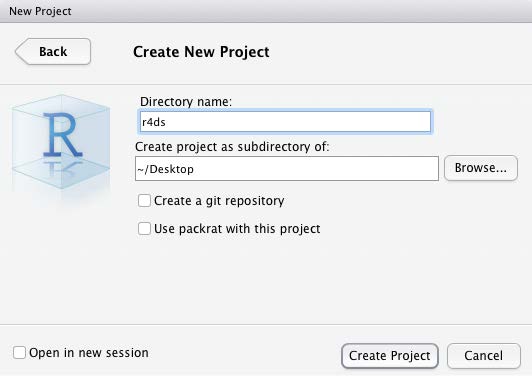 New Project
Back
Create New Project
R
Directory name:
r4ds
Create project as subdirectory of:
~/Desktop
Browse...
Create a git repository
Use packrat with this project
Open in new session
Create Project
Cancel